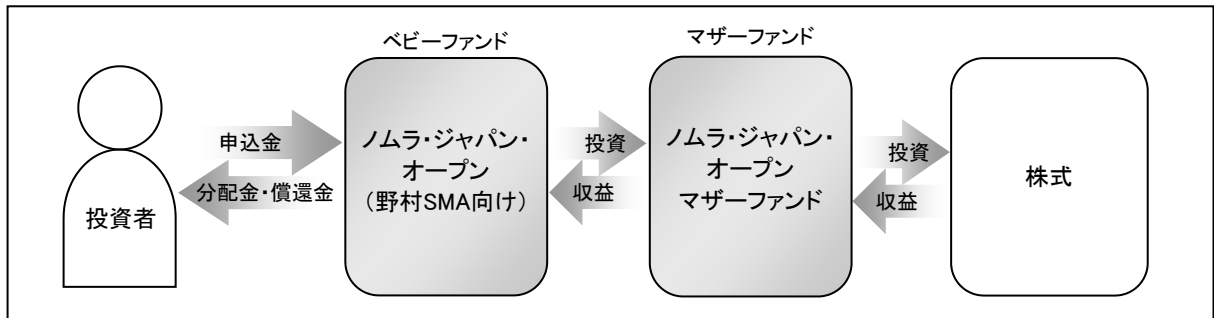 ベビーファンド
マザーファンド
投資者
申込金
分配金・償還金
ノムラ・ジャパン・
オープン
（野村SMA向け）
投資
収益
ノムラ・ジャパン・
オープン
マザーファンド
投資
収益
株式